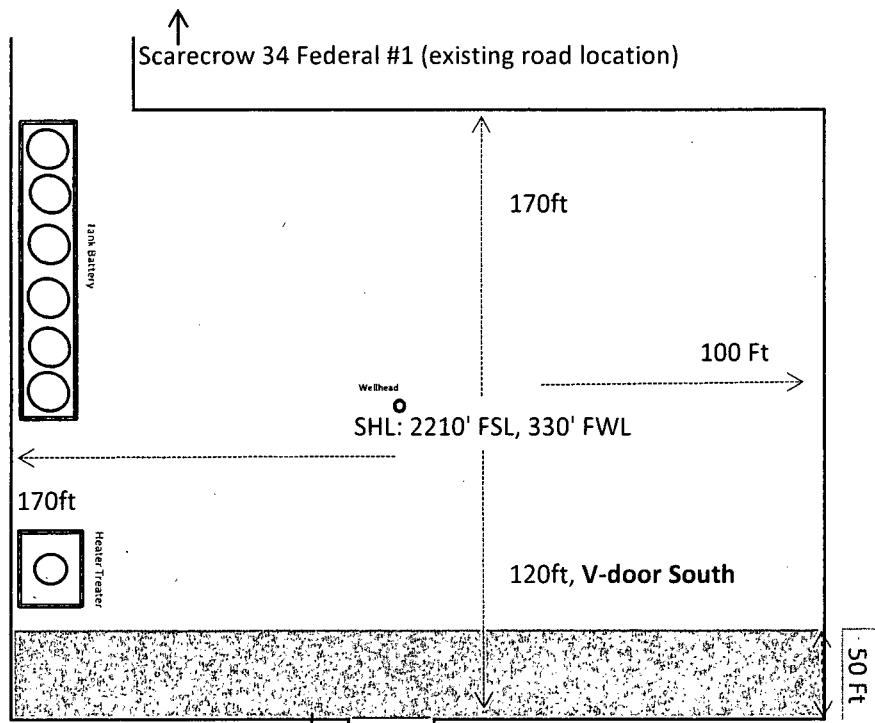 Scarecrow 34 Federal #1 (existing road location)
170ft
Tank Battery
100 Ft
Wellhead
SHL: 2210' FSL, 330' FWL
170ft
Heater Treater
120ft, V-door South
50 Ft